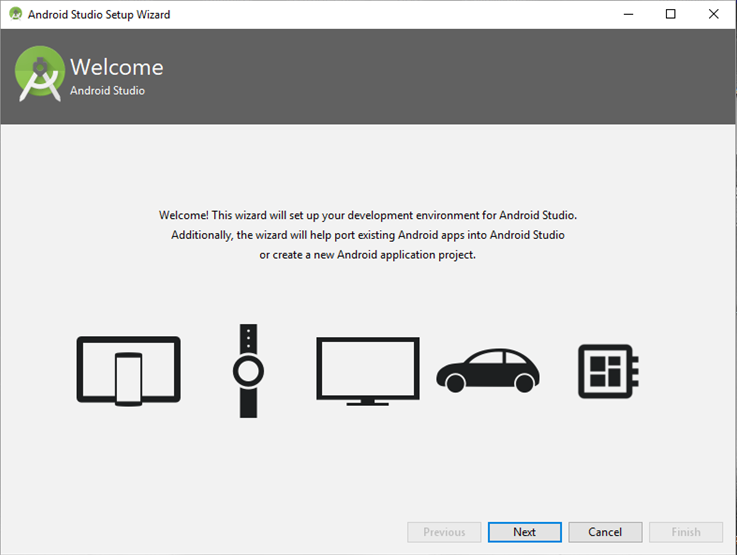 Android Studio Setup Wizard
Welcome
Android Studio
Welcome! This wizard will set up your development environment for Android Studio.
Additionally, the wizard will help port existing Android apps into Android Studio
or create a new Android application project.
Previous Next Cancel Finish